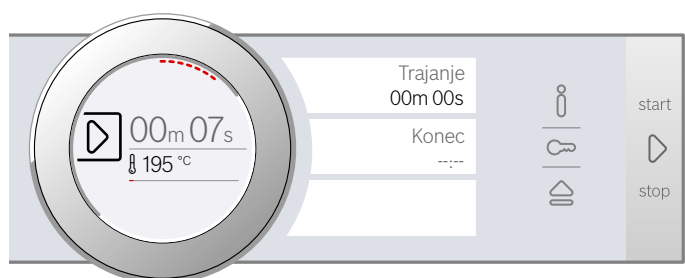 00m 07s
195 °C
Trajanje
00m 00s
Konec
--:--
start
stop